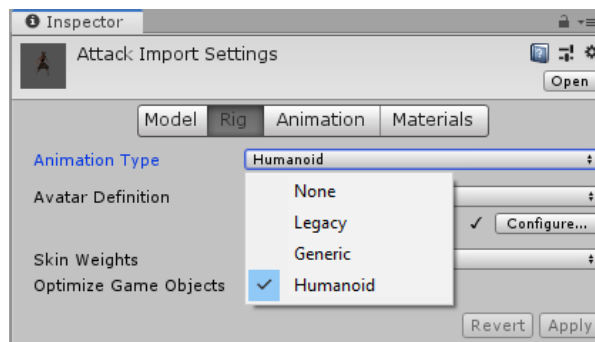 Inspector
Attack Import Settings
Open
Model Rig Animation Materials
Animation Type Humanoid
None
Avatar Definition
Legacy
Configure...
Generic
Skin Weights
Humanoid
Optimize Game Objects
Revert Apply